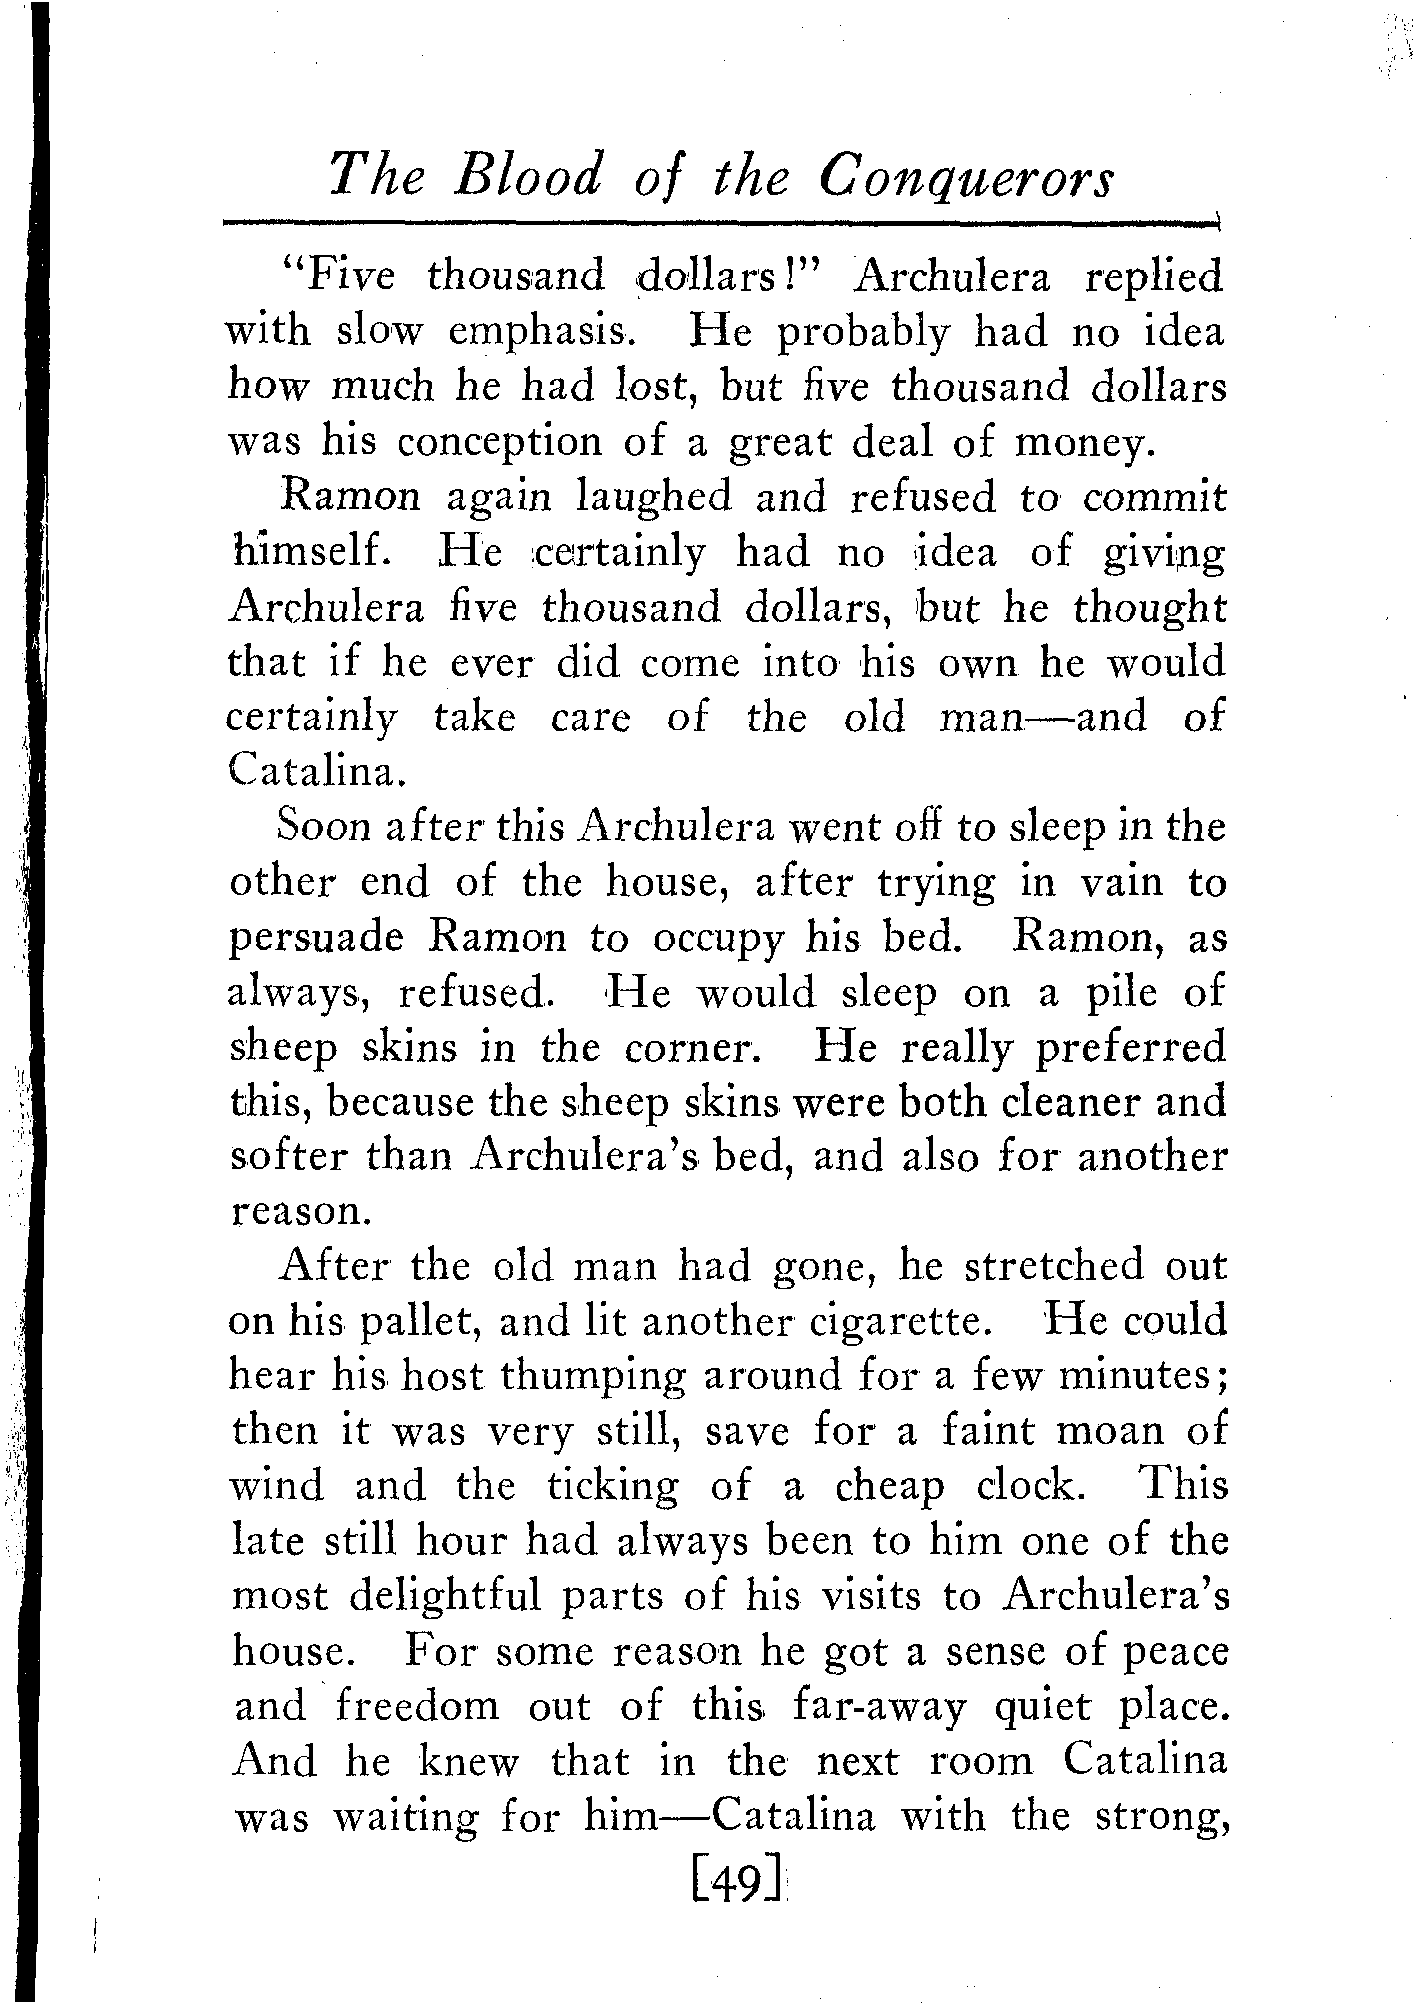 The Blood of the Conquerors
“Five thousand dollars!” Archulera replied
with slow emphasis. He probably had no idea
how much he had lost, but five thousand dollars
was his conception of a great deal of money.
Ramon again laughed and refused to commit
himself. He certainly had no idea of giving
Archulera five thousand dollars, but he thought
that if he ever did come into his own he would
certainly take care of the old man—and of
Catalina.
Soon after this Archulera went off to sleep in the
other end of the house, after trying in vain to
persuade Ramon to occupy his bed. Ramon, as
always, refused. He would sleep on a pile of
sheep skins in the corner. He really preferred
this, because the sheep skins were both cleaner and
softer than Archulera's bed, and also for another
reason.
After the old man had gone, he stretched out
on his pallet, and lit another cigarette. He could
hear his host thumping around for a few minutes;
then it was very still, save for a faint moan of
wind and the ticking of a cheap clock. This
late still hour had always been to him one of the
most delightful parts of his visits to Archulera's
house. For some reason he got a sense of peace
and freedom out of this far-away quiet place.
And he knew that in the next room Catalina
was waiting for him—Catalina with the strong,
[49]